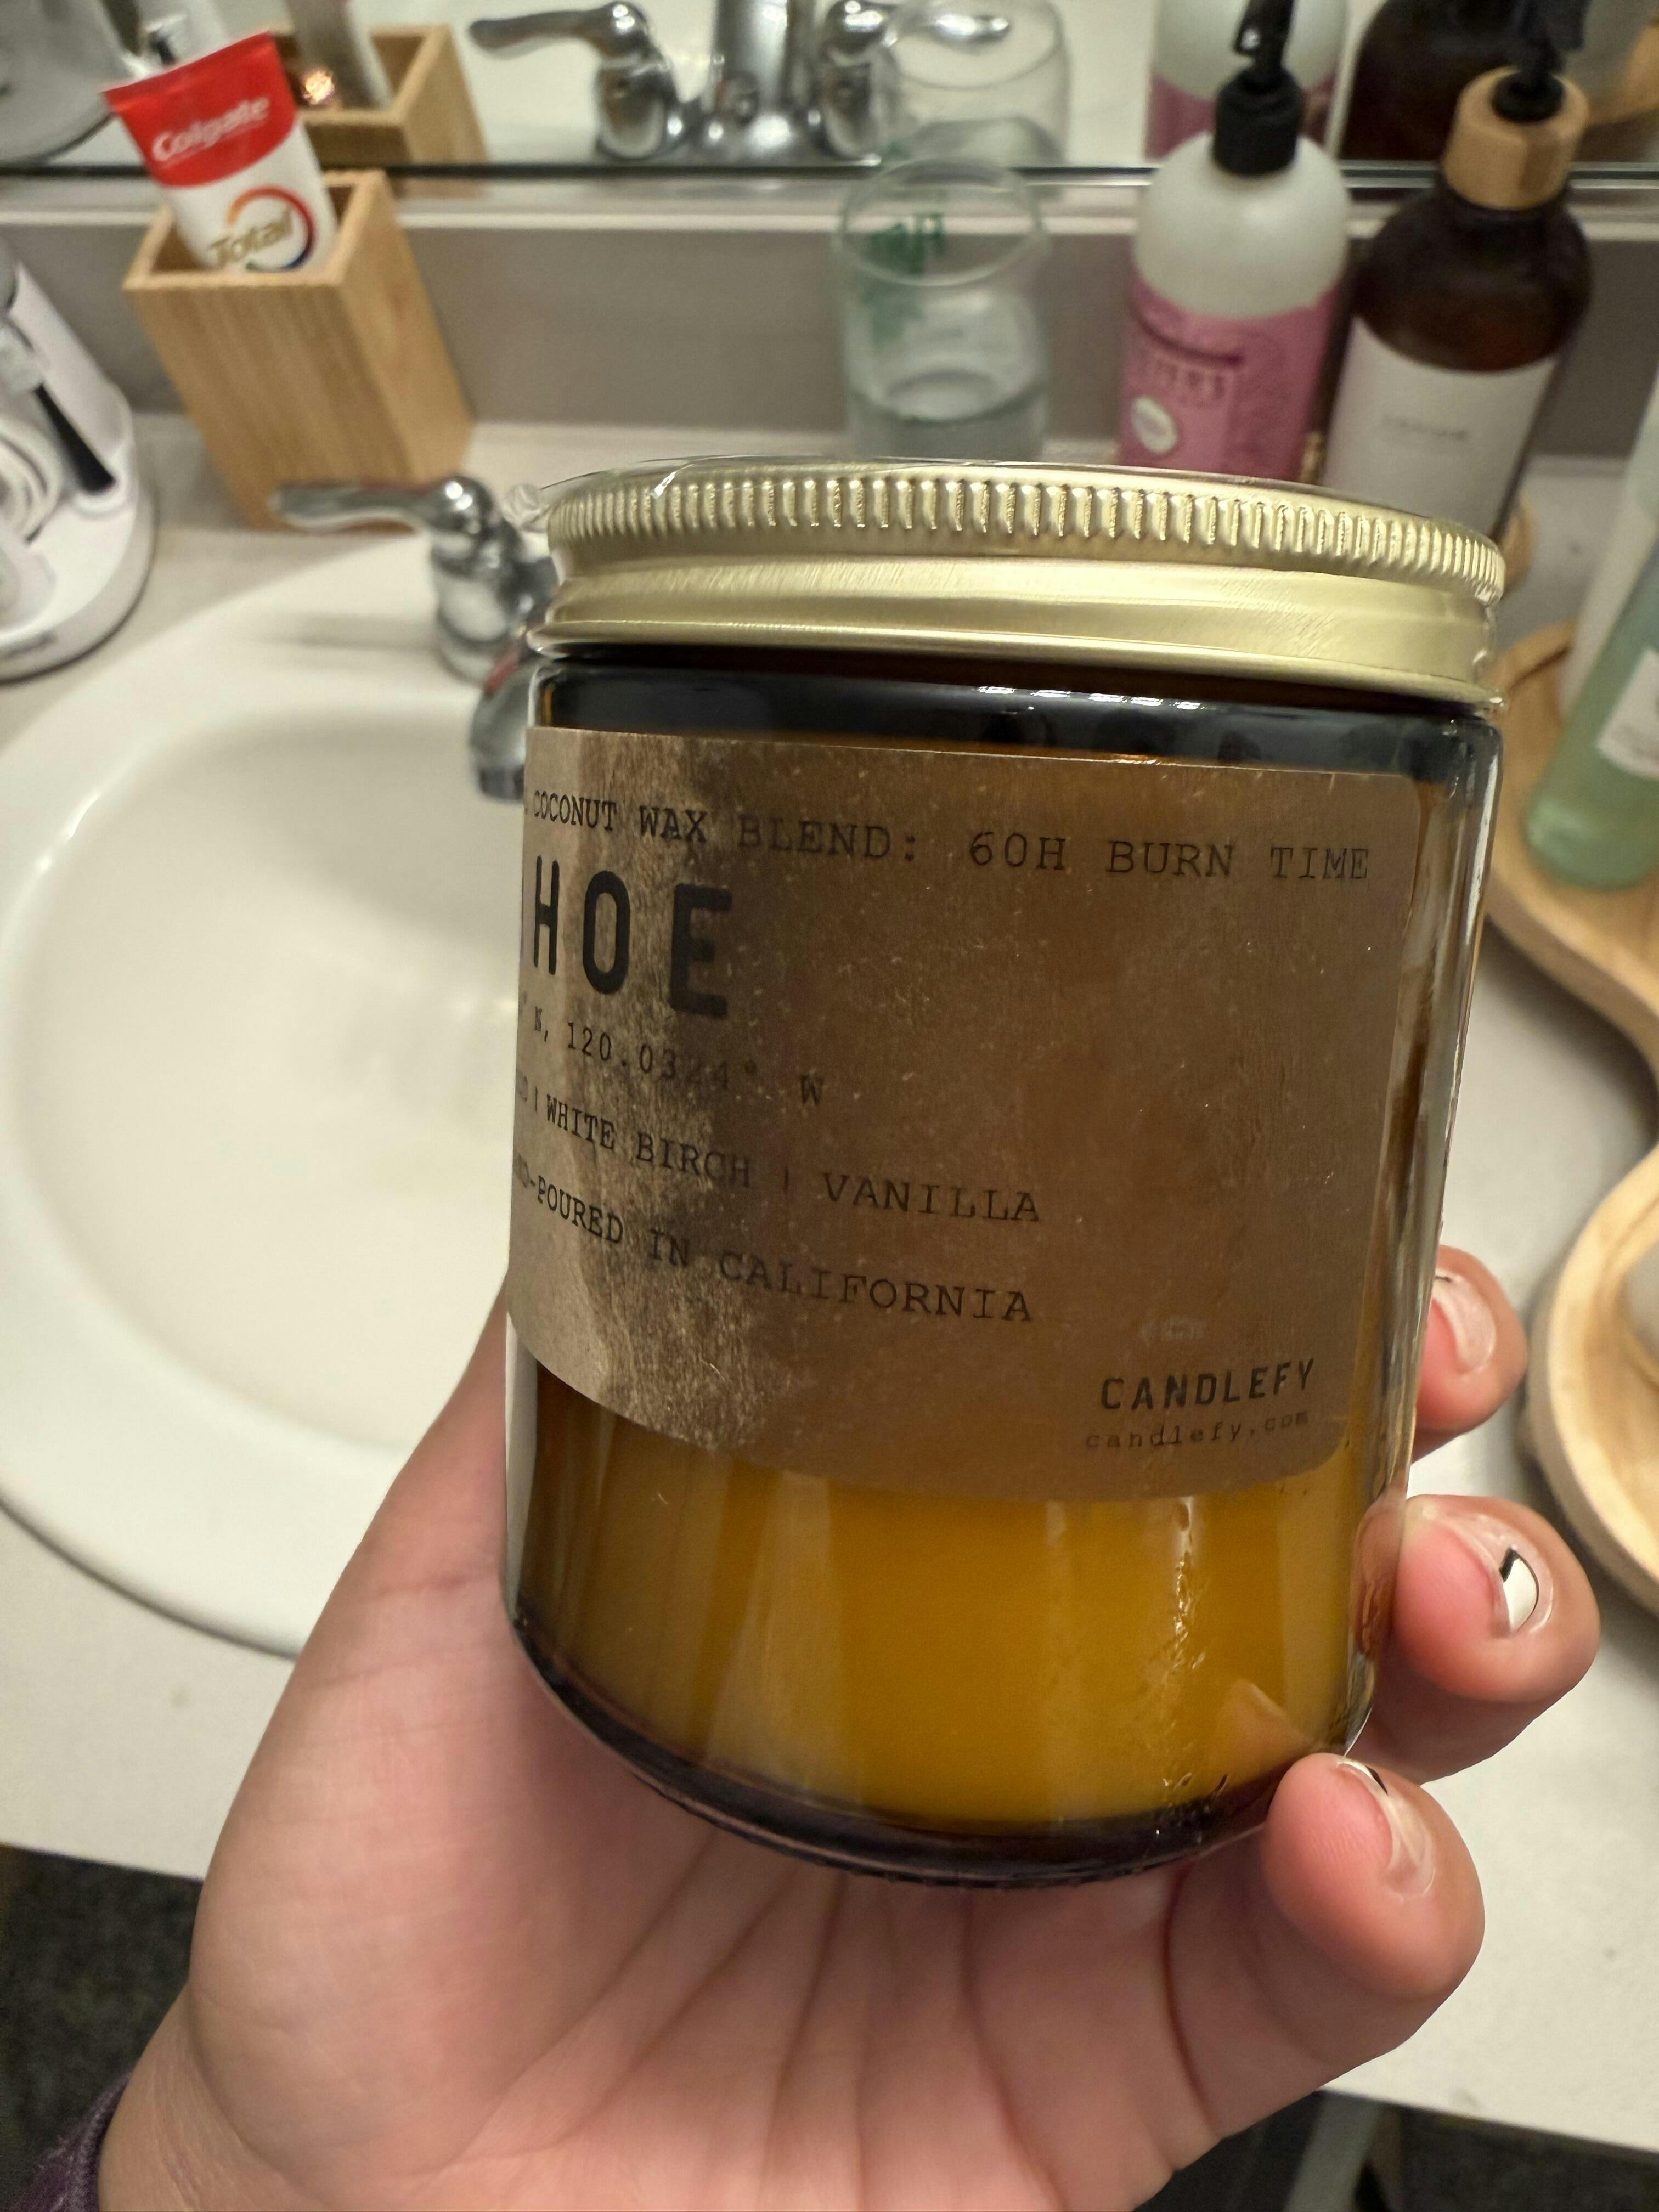 Colgate
Total
COCONUT WAX BLEND: 60H BURN TIME
HOE
° N, 120.0324° W
| WHITE BIRCH | VANILLA
-POURED IN CALIFORNIA
CANDLEFY
candlefy.com